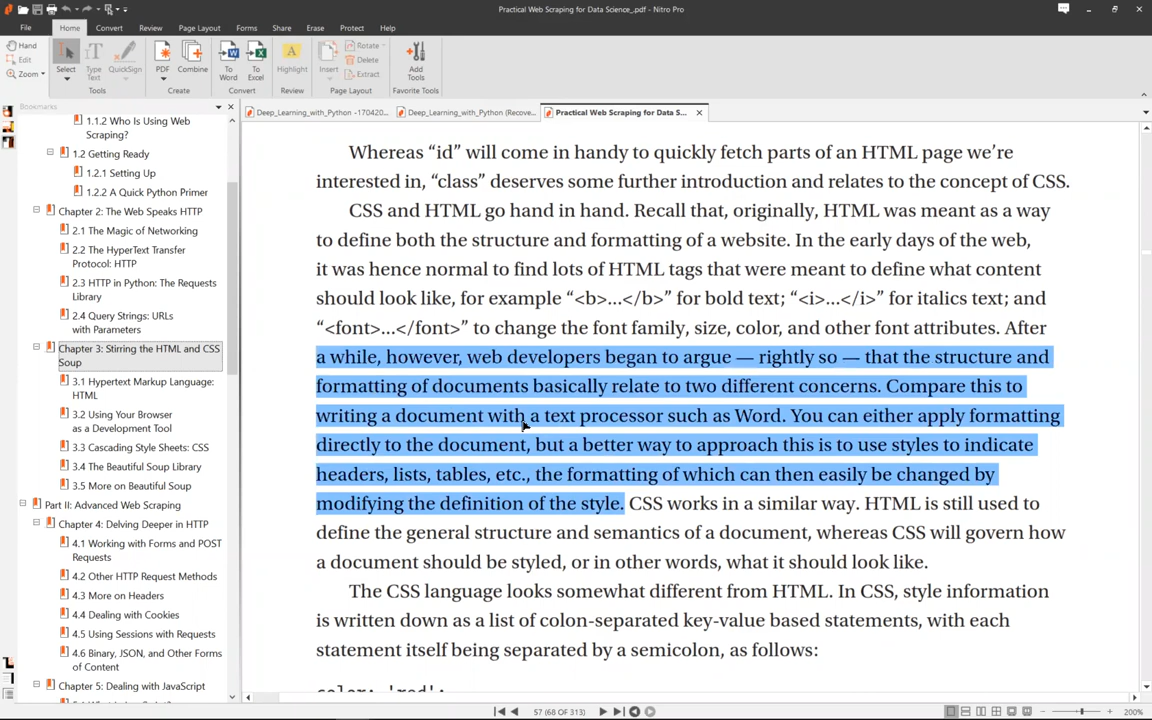 Practical Web Scraping for Data Science_.pdf - Nitro Pro
File
Home
Convert
Review
Page Layout
Forms
Share
Erase
Protect
Help
Hand
Edit
Zoom
Select
Type Text
QuickSign
Tools
PDF
Combine
Create
To Word
To Excel
Convert
Highlight
Review
Insert
Rotate
Delete
Extract
Page Layout
Add Tools
Favorite Tools
Bookmarks
Deep_Learning_with_Python -170420...
Deep_Learning_with_Python (Recove...
Practical Web Scraping for Data S...
1.1.2 Who Is Using Web
Scraping?
1.2 Getting Ready
1.2.1 Setting Up
1.2.2 A Quick Python Primer
Chapter 2: The Web Speaks HTTP
2.1 The Magic of Networking
2.2 The HyperText Transfer
Protocol: HTTP
2.3 HTTP in Python: The Requests
Library
2.4 Query Strings: URLs
with Parameters
Chapter 3: Stirring the HTML and CSS
Soup
3.1 Hypertext Markup Language:
HTML
3.2 Using Your Browser
as a Development Tool
3.3 Cascading Style Sheets: CSS
3.4 The Beautiful Soup Library
3.5 More on Beautiful Soup
Part II: Advanced Web Scraping
Chapter 4: Delving Deeper in HTTP
4.1 Working with Forms and POST
Requests
4.2 Other HTTP Request Methods
4.3 More on Headers
4.4 Dealing with Cookies
4.5 Using Sessions with Requests
4.6 Binary, JSON, and Other Forms
of Content
Chapter 5: Dealing with JavaScript
Whereas “id” will come in handy to quickly fetch parts of an HTML page we’re
interested in, “class” deserves some further introduction and relates to the concept of CSS.
CSS and HTML go hand in hand. Recall that, originally, HTML was meant as a way
to define both the structure and formatting of a website. In the early days of the web,
it was hence normal to find lots of HTML tags that were meant to define what content
should look like, for example “<b>...</b>” for bold text; “<i>...</i>” for italics text; and
“<font>...</font>” to change the font family, size, color, and other font attributes. After
a while, however, web developers began to argue — rightly so — that the structure and
formatting of documents basically relate to two different concerns. Compare this to
writing a document with a text processor such as Word. You can either apply formatting
directly to the document, but a better way to approach this is to use styles to indicate
headers, lists, tables, etc., the formatting of which can then easily be changed by
modifying the definition of the style. CSS works in a similar way. HTML is still used to
define the general structure and semantics of a document, whereas CSS will govern how
a document should be styled, or in other words, what it should look like.
The CSS language looks somewhat different from HTML. In CSS, style information
is written down as a list of colon-separated key-value based statements, with each
statement itself being separated by a semicolon, as follows:
color: 'red';
57 (68 OF 313)
200%